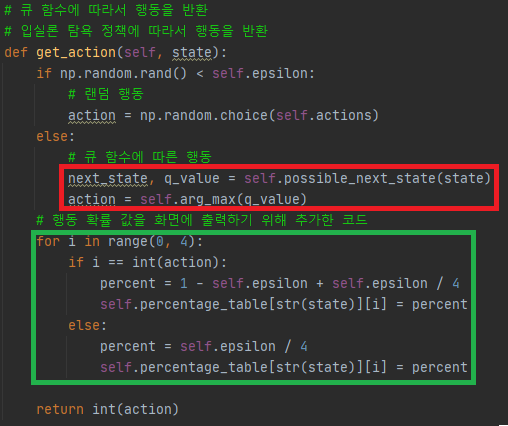 # 큐 함수에 따라서 행동을 반환
# 입실론 탐욕 정책에 따라서 행동을 반환
def get_action(self, state):
    if np.random.rand() < self.epsilon:
        # 랜덤 행동
        action = np.random.choice(self.actions)
    else:
        # 큐 함수에 따른 행동
        next_state, q_value = self.possible_next_state(state)
        action = self.arg_max(q_value)
    # 행동 확률 값을 화면에 출력하기 위해 추가한 코드
    for i in range(0, 4):
        if i == int(action):
            percent = 1 - self.epsilon + self.epsilon / 4
            self.percentage_table[str(state)][i] = percent
        else:
            percent = self.epsilon / 4
            self.percentage_table[str(state)][i] = percent
    return int(action)